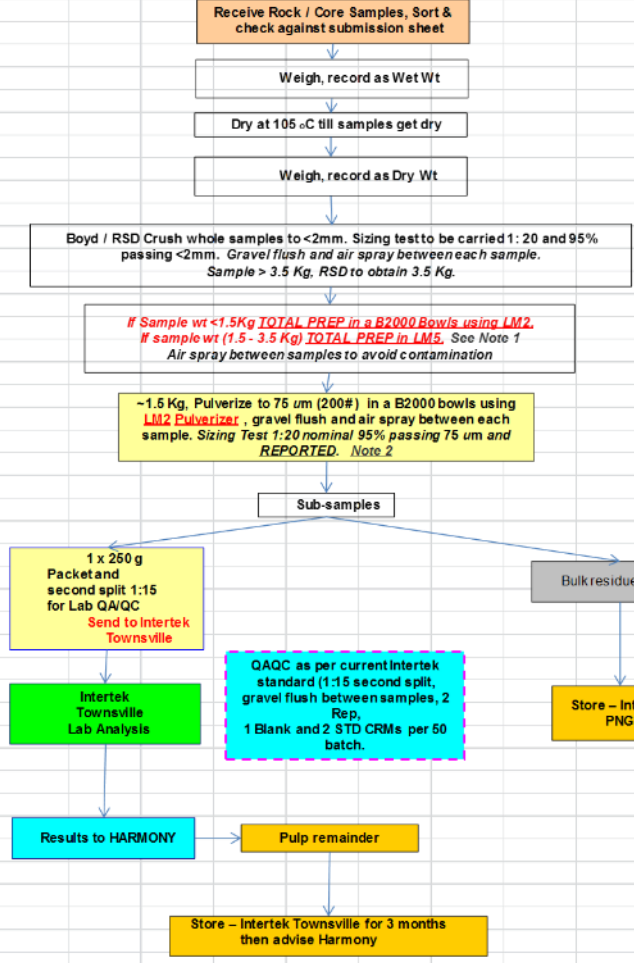 Receive Rock / Core Samples, Sort &
check against submission sheet
Weigh, record as Wet Wt
Dry at 105 oC till samples get dry
Weigh, record as Dry Wt
Boyd / RSD Crush whole samples to <2mm. Sizing test to be carried 1: 20 and 95%
passing <2mm. Gravel flush and air spray between each sample.
Sample > 3.5 Kg, RSD to obtain 3.5 Kg.
If Sample wt <1.5Kg TOTAL PREP in a B2000 Bowls using LM2.
If sample wt (1.5 - 3.5 Kg) TOTAL PREP in LM5. See Note 1
Air spray between samples to avoid contamination
~1.5 Kg, Pulverize to 75 um (200#) in a B2000 bowls using
LM2 Pulverizer , gravel flush and air spray between each
sample. Sizing Test 1:20 nominal 95% passing 75 um and
REPORTED. Note 2
Sub-samples
1 x 250 g
Packet and
second split 1:15
for Lab QA/QC
Send to Intertek
Townsville
Bulk residue
QAQC as per current Intertek
standard (1:15 second split,
gravel flush between samples, 2
Rep,
1 Blank and 2 STD CRMs per 50
batch.
Intertek
Townsville
Lab Analysis
Store –
PNG
Results to HARMONY
Pulp remainder
Store – Intertek Townsville for 3 months
then advise Harmony